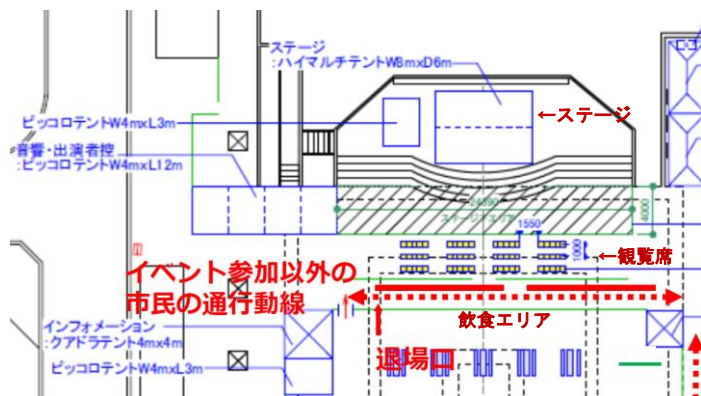 ステージ
:ハイマルチテントW8mxD6m
ピッコロテントW4mxL3m
←ステージ
音響・出演者控
:ピッコロテントW4mxL12m
4000
1550
1000
←観覧席
イベント参加以外の
市民の通行動線
飲食エリア
インフォメーション
:クアドラテント4mx4m
退場口
ピッコロテントW4mxL3m